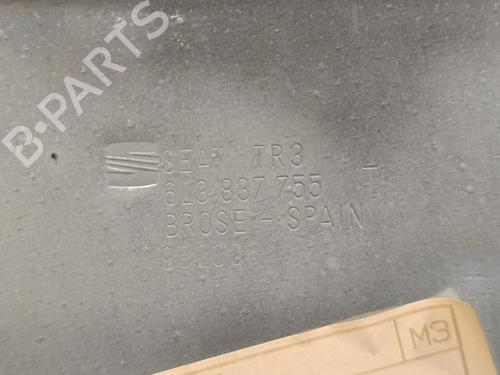 B-PARTS
SEAT TR3
6L3 837 755 T
BROSE - SPAIN
M3